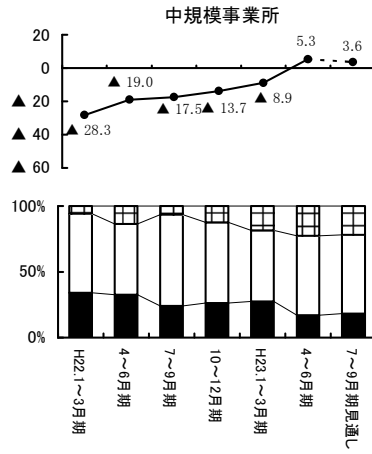 中規模事業所
20
0
▲ 20
▲ 40
▲ 60
▲ 28.3
▲ 19.0
▲ 17.5
▲ 13.7
▲ 8.9
5.3
3.6
100%
50%
0%
H22.1～3月期
4～6月期
7～9月期
10～12月期
H23.1～3月期
4～6月期
7～9月期見通し